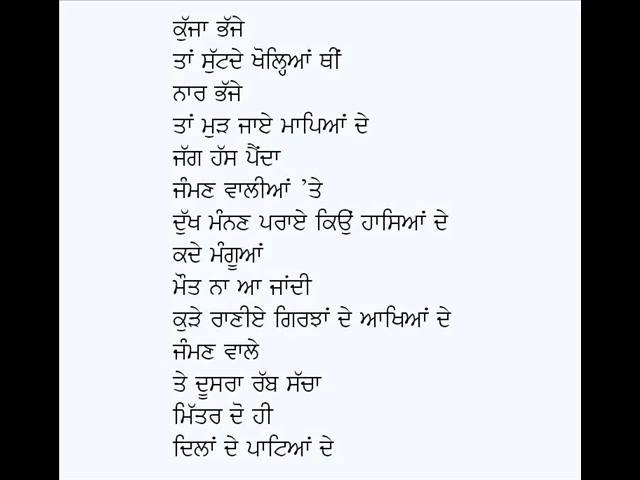 ਕੁੱਜਾ ਭੱਜੇ
ਤਾਂ ਸੁੱਟਦੇ ਖੋਲ੍ਹਿਆਂ ਥੀਂ
ਨਾਰ ਭੱਜੇ
ਤਾਂ ਮੁੜ ਜਾਏ ਮਾਪਿਆਂ ਦੇ
ਜੱਗ ਹੱਸ ਪੈਂਦਾ
ਜੰਮਣ ਵਾਲੀਆਂ ’ਤੇ
ਦੁੱਖ ਮੰਨਣ ਪਰਾਏ ਕਿਉਂ ਹਾਸਿਆਂ ਦੇ
ਕਦੇ ਮੰਗੂਆਂ
ਮੌਤ ਨਾ ਆ ਜਾਂਦੀ
ਕੁੜੇ ਰਾਣੀਏ ਗਿਰਝਾਂ ਦੇ ਆਖਿਆਂ ਦੇ
ਜੰਮਣ ਵਾਲੇ
ਤੇ ਦੂਸਰਾ ਰੱਬ ਸੱਚਾ
ਮਿੱਤਰ ਦੋ ਹੀ
ਦਿਲਾਂ ਦੇ ਪਾਟਿਆਂ ਦੇ